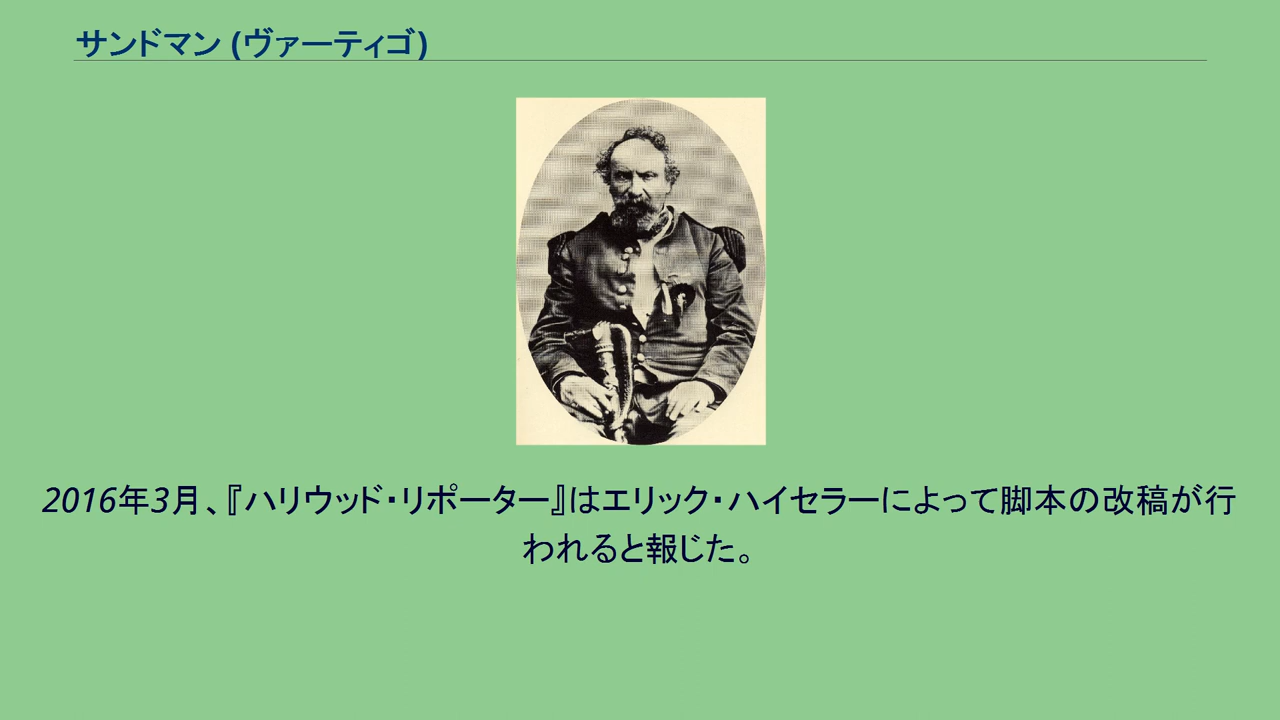 サンドマン (ヴァーティゴ)
2016年3月、『ハリウッド・リポーター』はエリック・ハイセラーによって脚本の改稿が行
われると報じた。